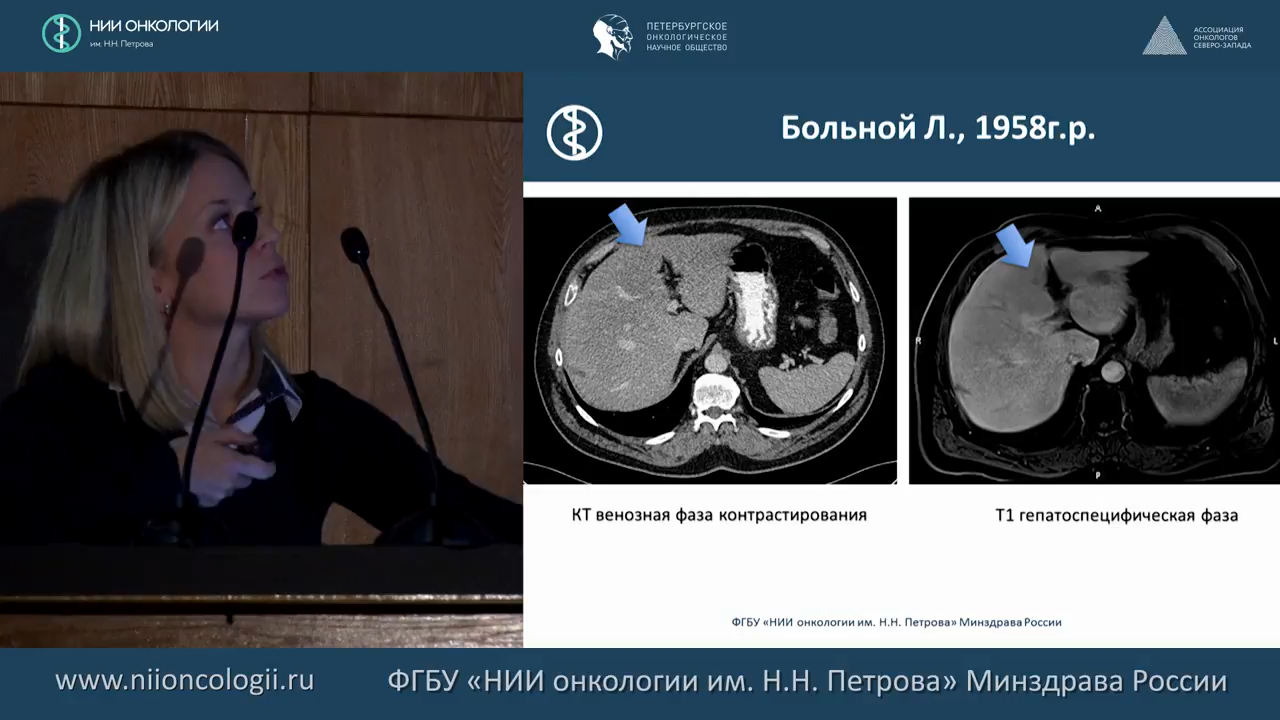 НИИ ОНКОЛОГИИ
им. Н.Н. Петрова
ПЕТЕРБУРГСКОЕ
ОНКОЛОГИЧЕСКОЕ
НАУЧНОЕ ОБЩЕСТВО
АССОЦИАЦИЯ
ОНКОЛОГОВ
СЕВЕРО-ЗАПАДА
Больной Л., 1958г.р.
A
R
L
P
КТ венозная фаза контрастирования
Т1 гепатоспецифическая фаза
ФГБУ «НИИ онкологии им. Н.Н. Петрова» Минздрава России
www.niioncologii.ru
ФГБУ «НИИ онкологии им. Н.Н. Петрова» Минздрава России